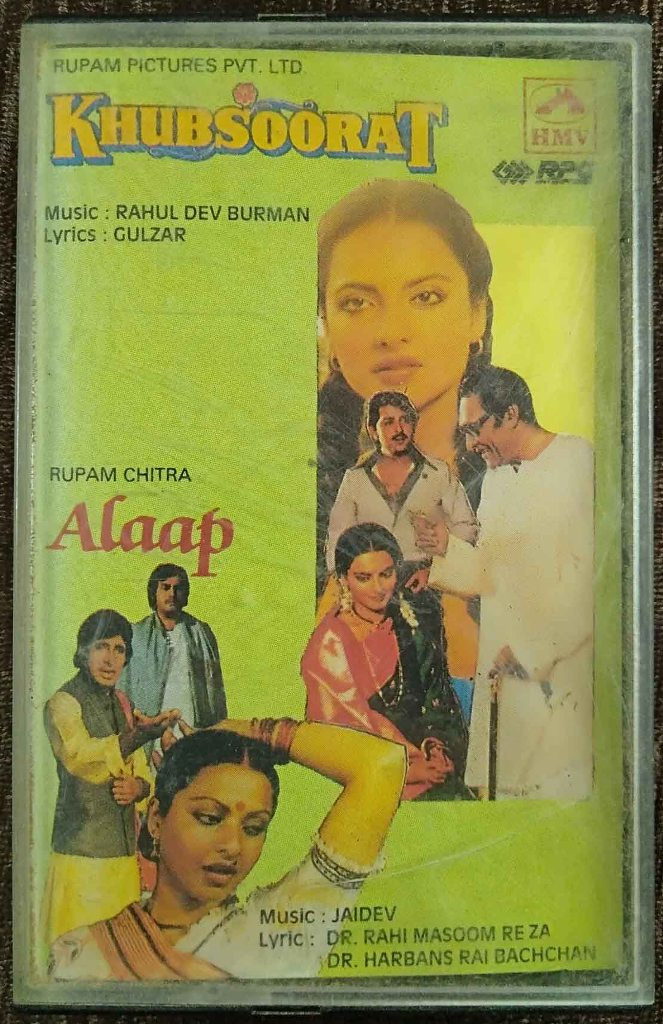 RUPAM PICTURES PVT. LTD.
KHUBSOORAT
HMV
RPG
Music : RAHUL DEV BURMAN
Lyrics : GULZAR
RUPAM CHITRA
Alaap
Music : JAIDEV
Lyric : DR. RAHI MASOOM REZA
DR. HARBANS RAI BACHCHAN